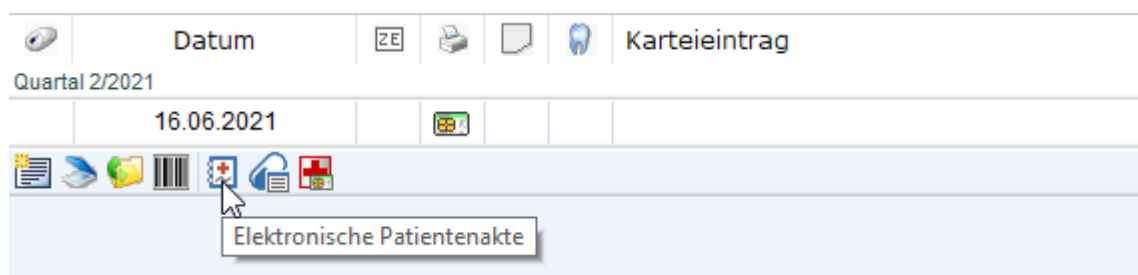 Datum ZE Karteieintrag
Quartal 2/2021
16.06.2021
Elektronische Patientenakte